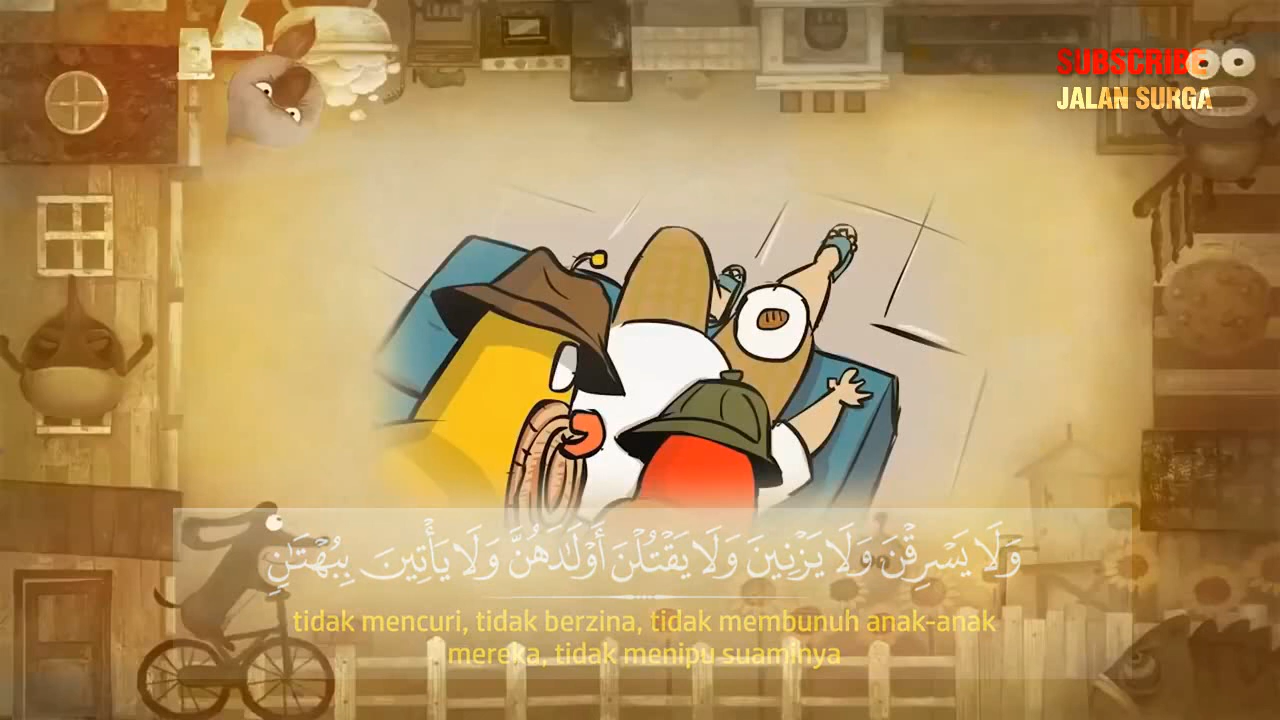 SUBSCRIBE
JALAN SURGA
وَلَا يَسْرِقْنَ وَلَا يَزْنِينَ وَلَا يَقْتُلْنَ أَوْلَٰدَهُنَّ وَلَا يَأْتِينَ بِبُهْتَٰنٍ
tidak mencuri, tidak berzina, tidak membunuh anak-anak
mereka, tidak menipu suaminya